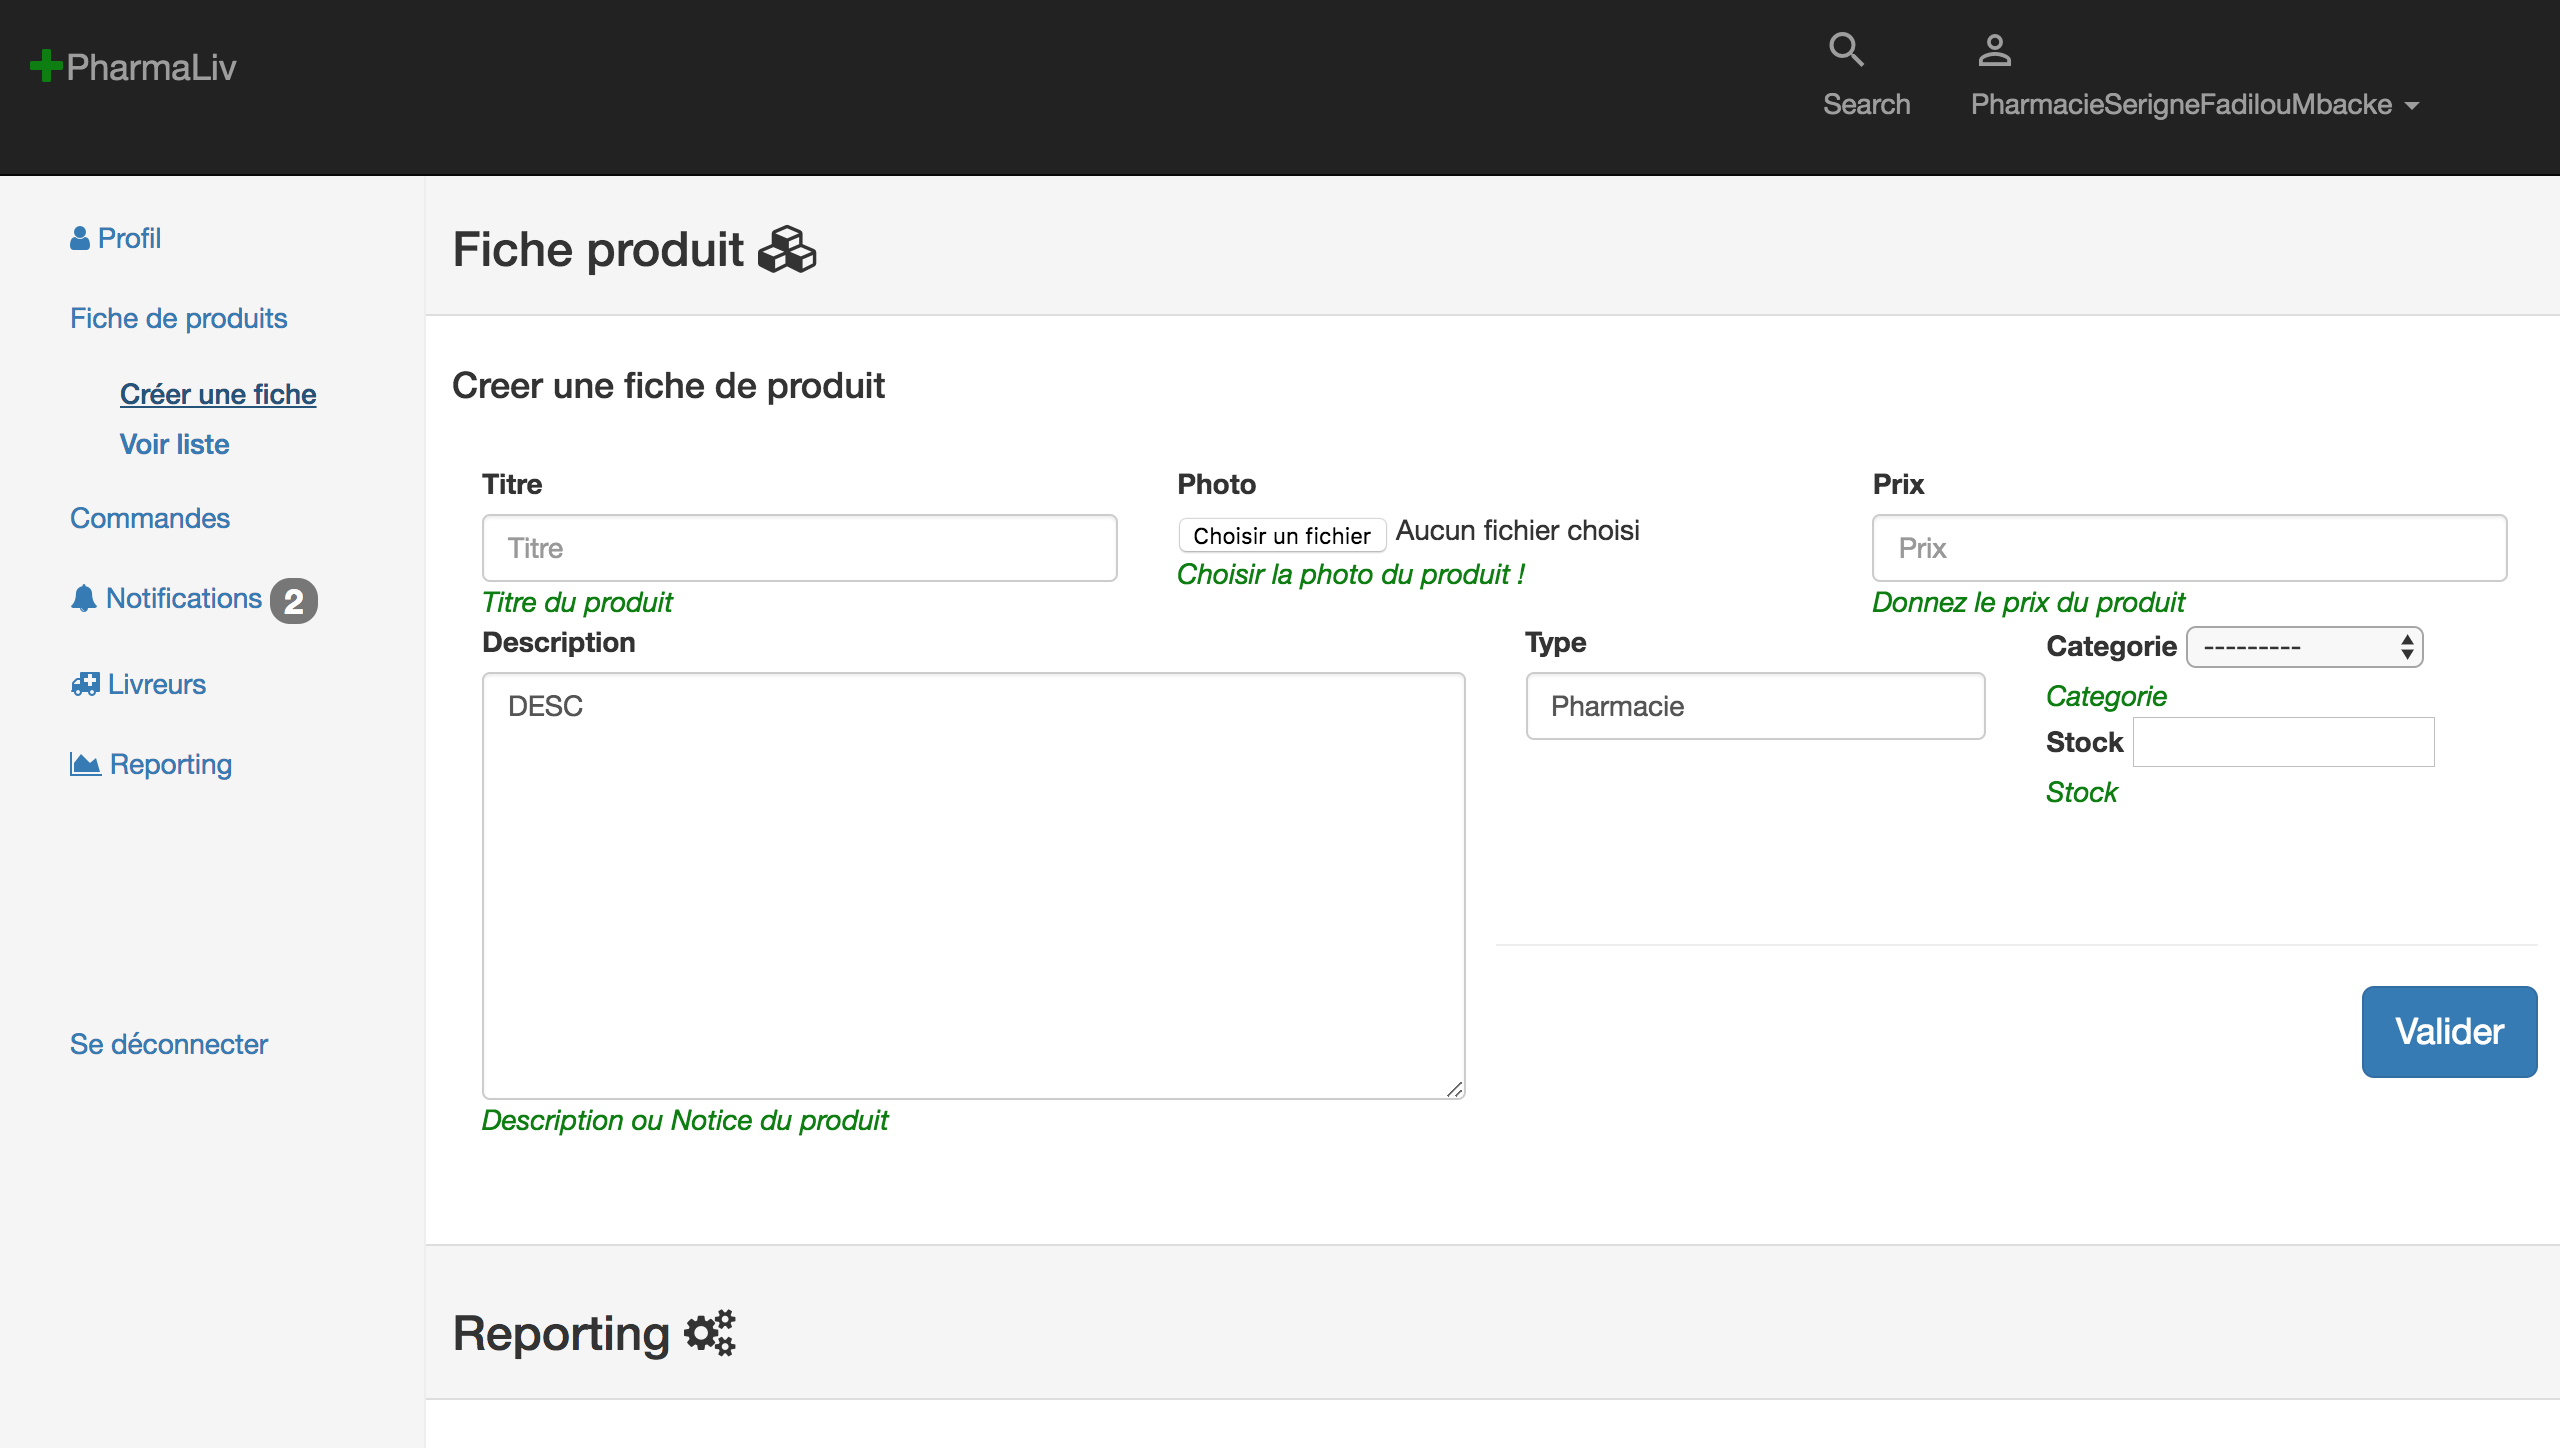 PharmaLiv
Search
PharmacieSerigneFadilouMbacke
Profil
Fiche de produits
Créer une fiche
Voir liste
Commandes
Notifications 2
Livreurs
Reporting
Se déconnecter
Fiche produit
Creer une fiche de produit
Titre
Titre
Titre du produit
Photo
Choisir un fichier Aucun fichier choisi
Choisir la photo du produit !
Prix
Prix
Donnez le prix du produit
Description
DESC
Description ou Notice du produit
Type
Pharmacie
Categorie ---------
Categorie
Stock
Stock
Valider
Reporting